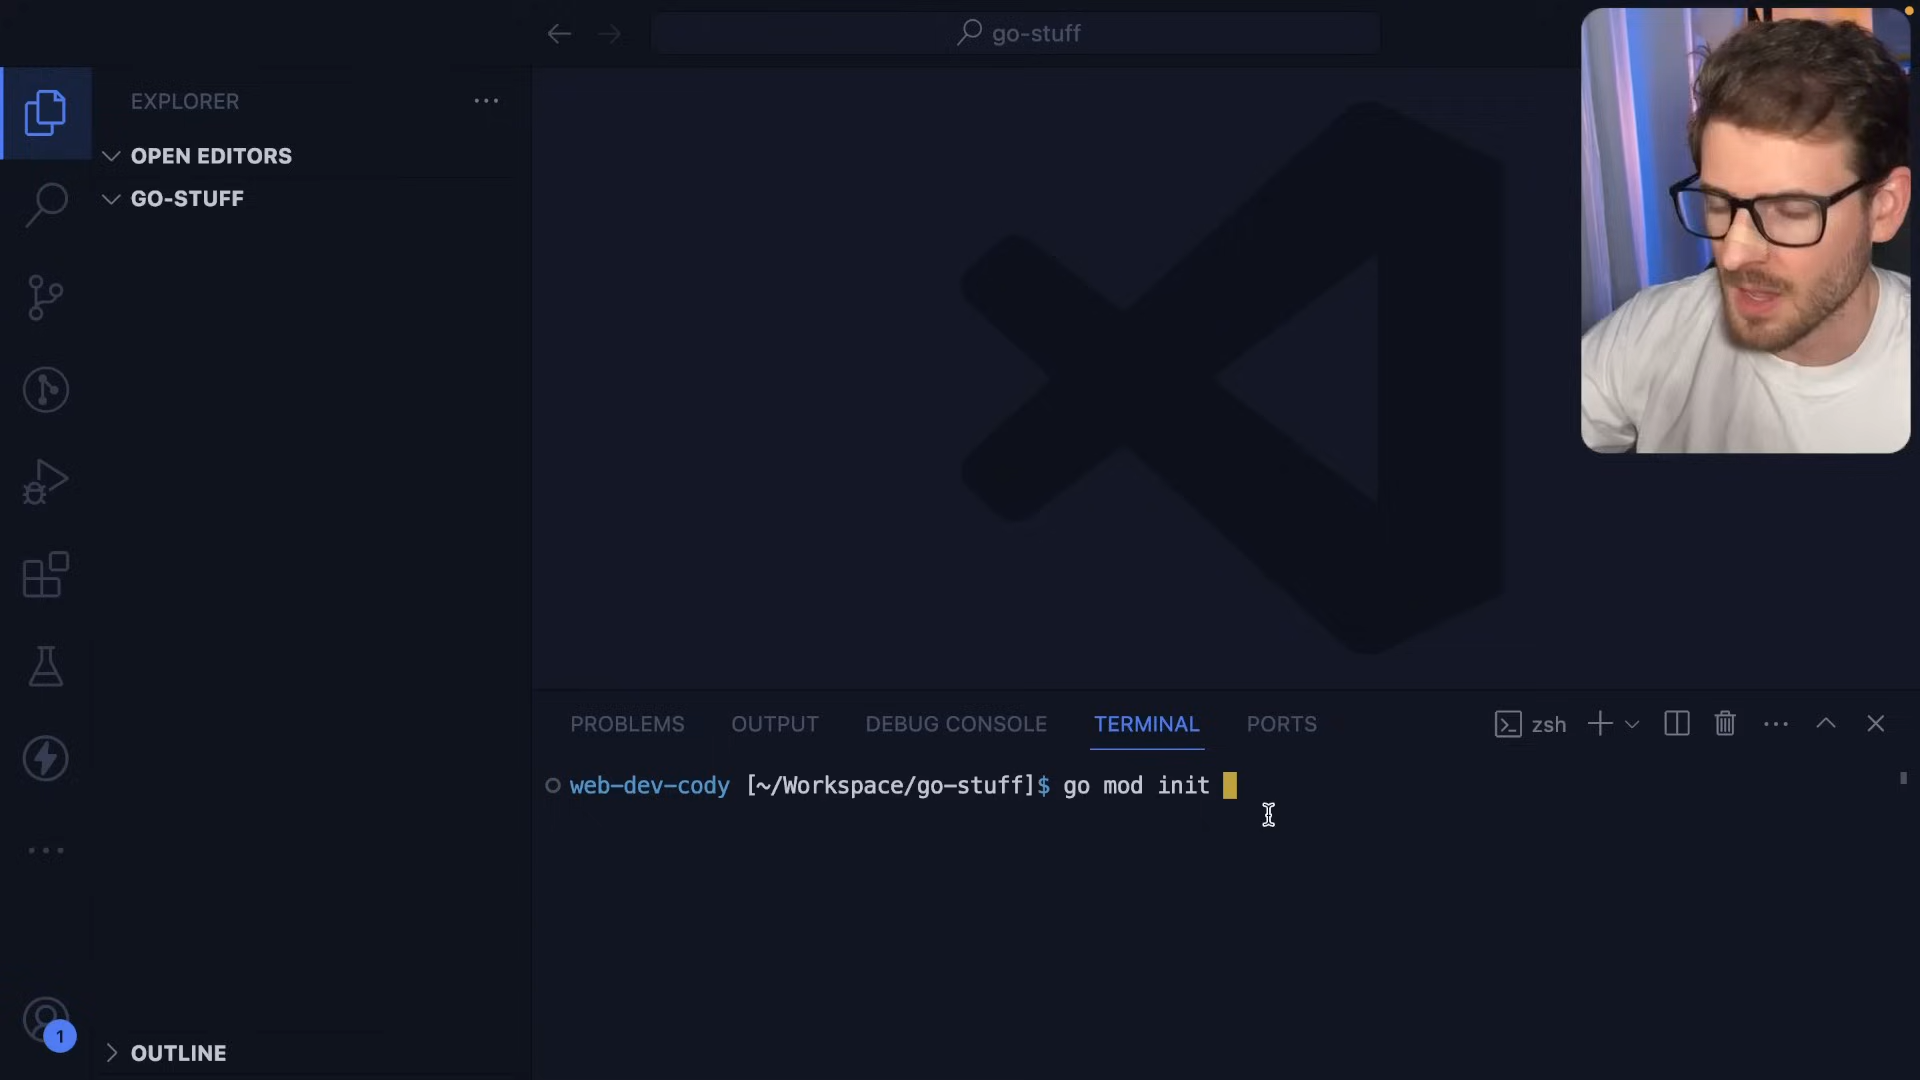 go-stuff
EXPLORER
OPEN EDITORS
GO-STUFF
PROBLEMS OUTPUT DEBUG CONSOLE TERMINAL PORTS zsh
web-dev-cody [~/Workspace/go-stuff]$ go mod init
1
OUTLINE